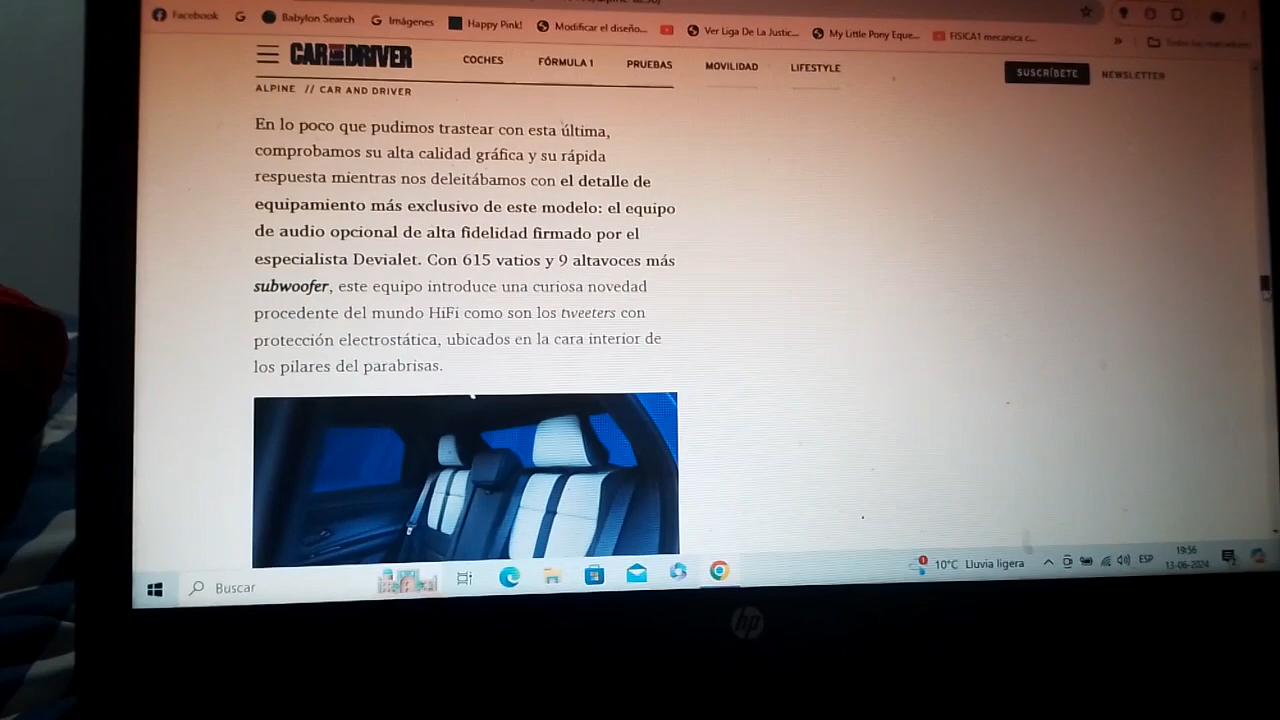 Facebook
G
Babylon Search
Imágenes
Happy Pink!
Modificar el diseño...
Ver Liga De La Justic...
My Little Pony Eque...
FISICA1 mecanica c...
»
Todos los marcadores
CAR AND DRIVER
COCHES
FÓRMULA 1
PRUEBAS
MOVILIDAD
LIFESTYLE
SUSCRÍBETE
NEWSLETTER
ALPINE // CAR AND DRIVER
En lo poco que pudimos trastear con esta última,
comprobamos su alta calidad gráfica y su rápida
respuesta mientras nos deleitábamos con el detalle de
equipamiento más exclusivo de este modelo: el equipo
de audio opcional de alta fidelidad firmado por el
especialista Devialet. Con 615 vatios y 9 altavoces más
subwoofer, este equipo introduce una curiosa novedad
procedente del mundo HiFi como son los tweeters con
protección electrostática, ubicados en la cara interior de
los pilares del parabrisas.
Buscar
10°C Lluvia ligera
ESP
19:56
13-06-2024
hp